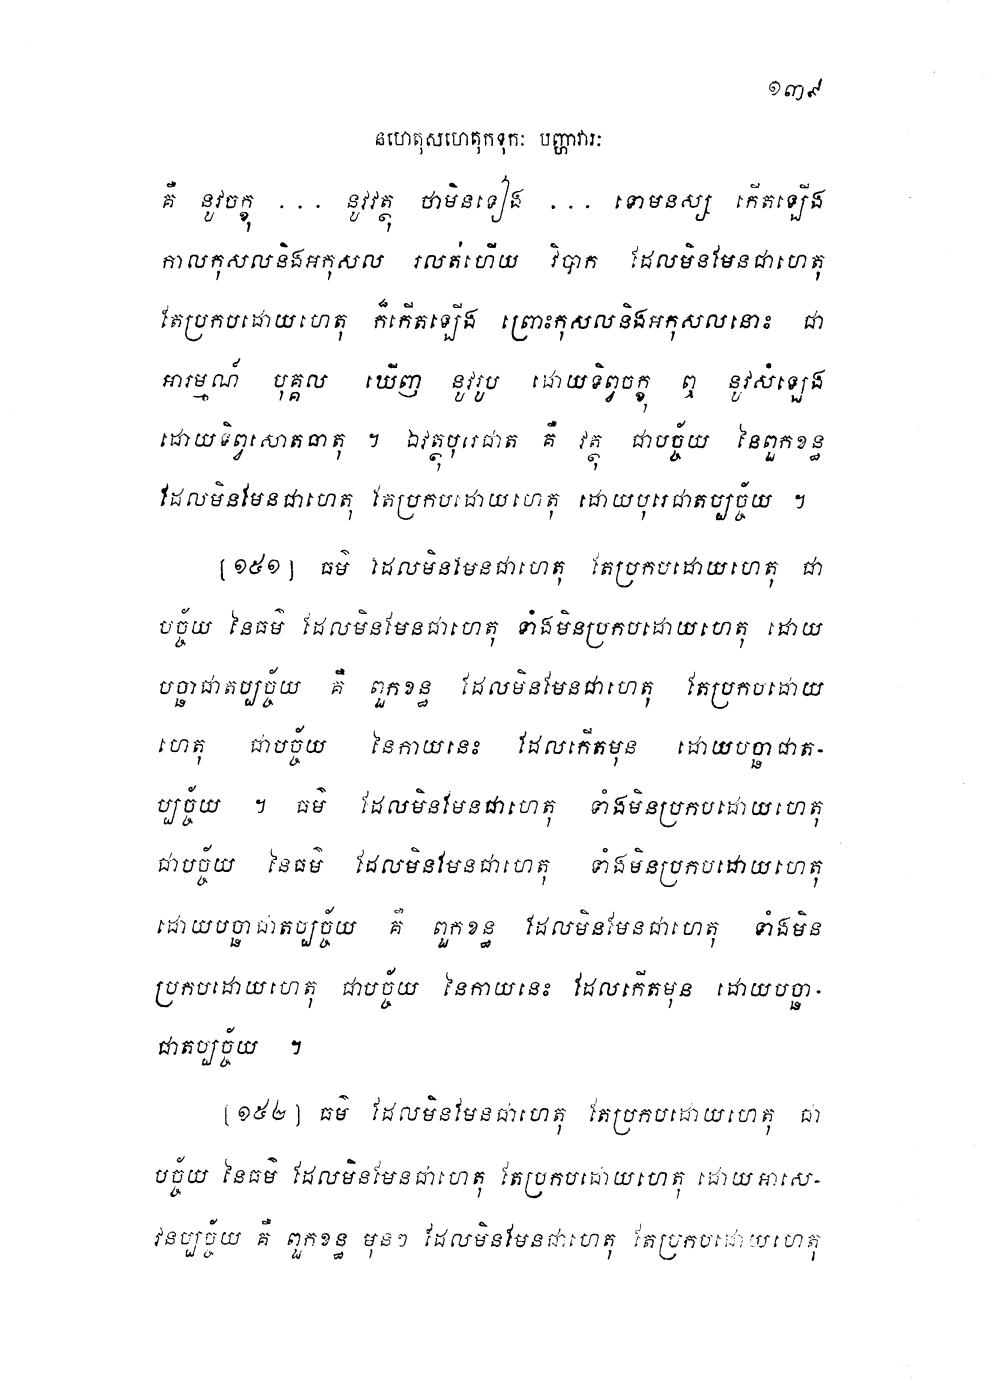 ១៣៩
នហេតុសហេតុកទុកៈ បញ្ហាវារៈ
គឺ នូវចក្ខុ ... នូវវត្ថុ ថាមិនទៀង ... ទោមនស្ស កើតឡើង
កាលកុសលនិងអកុសល រលត់ហើយ វិបាក ដែលមិនមែនជាហេតុ
តែប្រកបដោយហេតុ ក៏កើតឡើង ព្រោះកុសលនិងអកុសលនោះ ជា
អារម្មណ៍ បុគ្គល ឃើញ នូវរូប ដោយទិព្វចក្ខុ ឮ នូវសំឡេង
ដោយទិព្វសោតធាតុ ។ ឯវត្ថុបុរេជាត គឺ វត្ថុ ជាបច្ច័យ នៃពួកខន្ធ
ដែលមិនមែនជាហេតុ តែប្រកបដោយហេតុ ដោយបុរេជាតប្បច្ច័យ ។
[១៥១] ធម៌ ដែលមិនមែនជាហេតុ តែប្រកបដោយហេតុ ជា
បច្ច័យ នៃធម៌ ដែលមិនមែនជាហេតុ ទាំងមិនប្រកបដោយហេតុ ដោយ
បច្ឆាជាតប្បច្ច័យ គឺ ពួកខន្ធ ដែលមិនមែនជាហេតុ តែប្រកបដោយ
ហេតុ ជាបច្ច័យ នៃកាយនេះ ដែលកើតមុន ដោយបច្ឆាជាត-
ប្បច្ច័យ ។ ធម៌ ដែលមិនមែនជាហេតុ ទាំងមិនប្រកបដោយហេតុ
ជាបច្ច័យ នៃធម៌ ដែលមិនមែនជាហេតុ ទាំងមិនប្រកបដោយហេតុ
ដោយបច្ឆាជាតប្បច្ច័យ គឺ ពួកខន្ធ ដែលមិនមែនជាហេតុ ទាំងមិន
ប្រកបដោយហេតុ ជាបច្ច័យ នៃកាយនេះ ដែលកើតមុន ដោយបច្ឆា-
ជាតប្បច្ច័យ ។
[១៥២] ធម៌ ដែលមិនមែនជាហេតុ តែប្រកបដោយហេតុ ជា
បច្ច័យ នៃធម៌ ដែលមិនមែនជាហេតុ តែប្រកបដោយហេតុ ដោយអាសេ-
វនប្បច្ច័យ គឺ ពួកខន្ធ មុនៗ ដែលមិនមែនជាហេតុ តែប្រកបដោយហេតុ